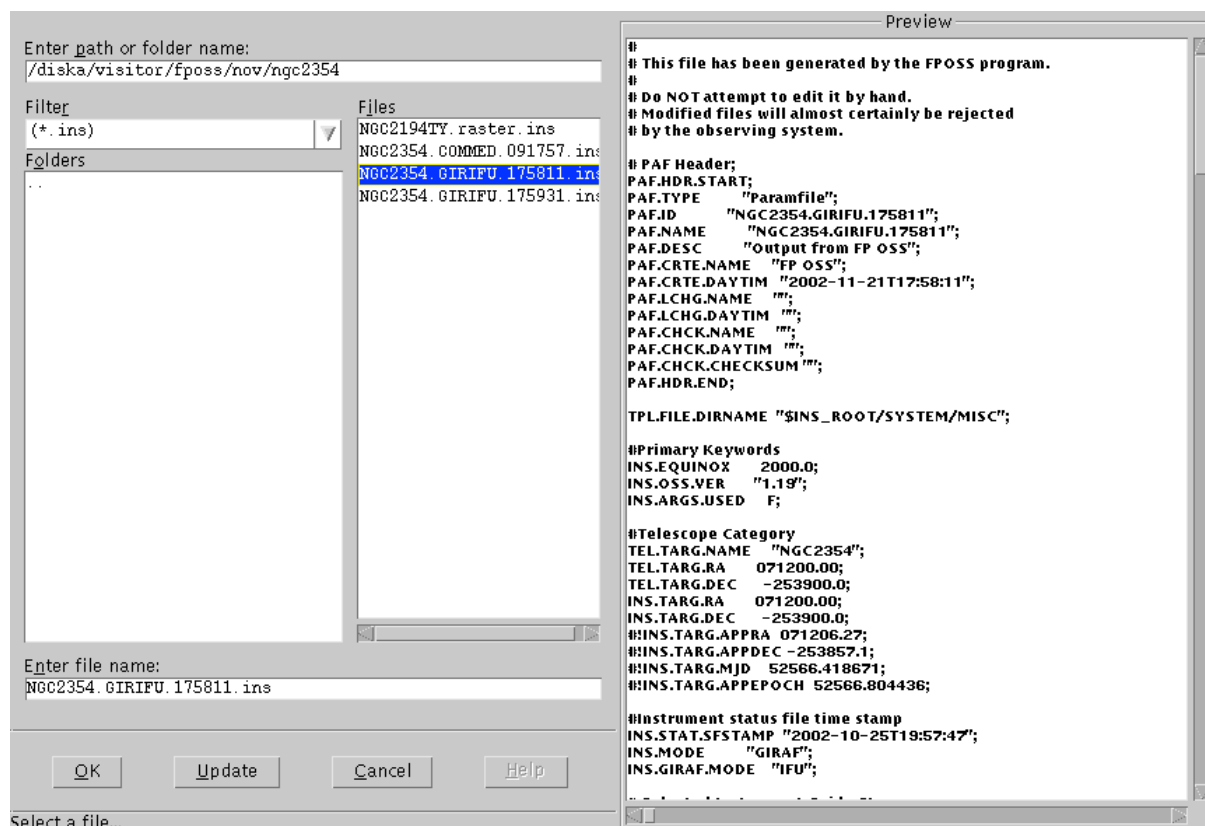 Enter path or folder name:
/diska/visitor/fposs/nov/ngc2354
Filter
(*.ins)
Folders
..
Files
NGC2194TY.raster.ins
NGC2354.COMMED.091757.ins
NGC2354.GIRIFU.175811.ins
NGC2354.GIRIFU.175931.ins
Enter file name:
NGC2354.GIRIFU.175811.ins
OK
Update
Cancel
Help
Select a file...
Preview
#
# This file has been generated by the FPOSS program.
#
# Do NOT attempt to edit it by hand.
# Modified files will almost certainly be rejected
# by the observing system.
# PAF Header;
PAF.HDR.START;
PAF.TYPE "Paramfile";
PAF.ID "NGC2354.GIRIFU.175811";
PAF.NAME "NGC2354.GIRIFU.175811";
PAF.DESC "Output from FP OSS";
PAF.CRTE.NAME "FP OSS";
PAF.CRTE.DAYTIM "2002-11-21T17:58:11";
PAF.LCHG.NAME "";
PAF.LCHG.DAYTIM "";
PAF.CHCK.NAME "";
PAF.CHCK.DAYTIM "";
PAF.CHCK.CHECKSUM "";
PAF.HDR.END;
TPL.FILE.DIRNAME "$INS_ROOT/SYSTEM/MISC";
#Primary Keywords
INS.EQUINOX 2000.0;
INS.OSS.VER "1.19";
INS.ARGS.USED F;
#Telescope Category
TEL.TARG.NAME "NGC2354";
TEL.TARG.RA 071200.00;
TEL.TARG.DEC -253900.0;
INS.TARG.RA 071200.00;
INS.TARG.DEC -253900.0;
#!INS.TARG.APPRA 071206.27;
#!INS.TARG.APPDEC -253857.1;
#!INS.TARG.MJD 52566.418671;
#!INS.TARG.APPEPOCH 52566.804436;
#Instrument status file time stamp
INS.STAT.SFSTAMP "2002-10-25T19:57:47";
INS.MODE "GIRAF";
INS.GIRAF.MODE "IFU";